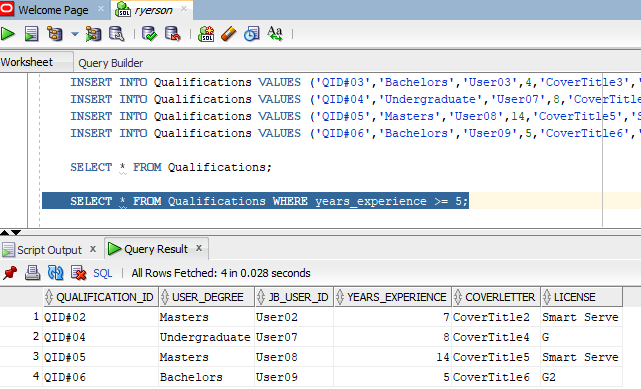 Welcome Page
ryerson
Worksheet
Query Builder
INSERT INTO Qualifications VALUES ('QID#03','Bachelors','User03',4,'CoverTitle3','
INSERT INTO Qualifications VALUES ('QID#04','Undergraduate','User07',8,'CoverTitle
INSERT INTO Qualifications VALUES ('QID#05','Masters','User08',14,'CoverTitle5','S
INSERT INTO Qualifications VALUES ('QID#06','Bachelors','User09',5,'CoverTitle6','
SELECT * FROM Qualifications;
SELECT * FROM Qualifications WHERE years_experience >= 5;
Script Output
Query Result
SQL | All Rows Fetched: 4 in 0.028 seconds
QUALIFICATION_ID USER_DEGREE JB_USER_ID YEARS_EXPERIENCE COVERLETTER LICENSE
1 QID#02 Masters User02 7 CoverTitle2 Smart Serve
2 QID#04 Undergraduate User07 8 CoverTitle4 G
3 QID#05 Masters User08 14 CoverTitle5 Smart Serve
4 QID#06 Bachelors User09 5 CoverTitle6 G2